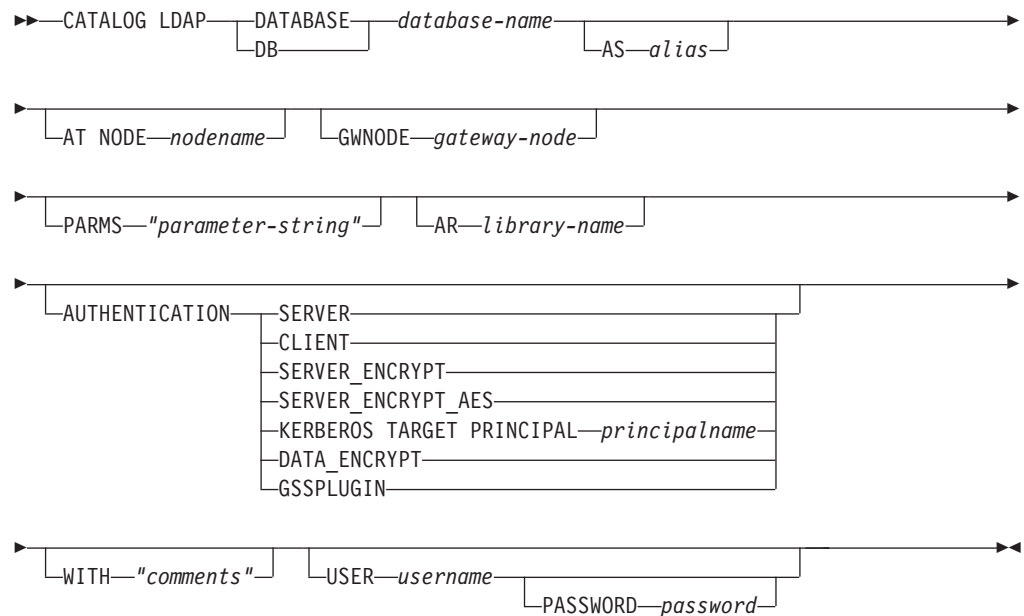 CATALOG LDAP DATABASE database-name
DB AS alias
AT NODE nodename GWNODE gateway-node
PARMS "parameter-string" AR library-name
AUTHENTICATION SERVER
CLIENT
SERVER_ENCRYPT
SERVER_ENCRYPT_AES
KERBEROS TARGET PRINCIPAL principalname
DATA_ENCRYPT
GSSPLUGIN
WITH "comments" USER username
PASSWORD password